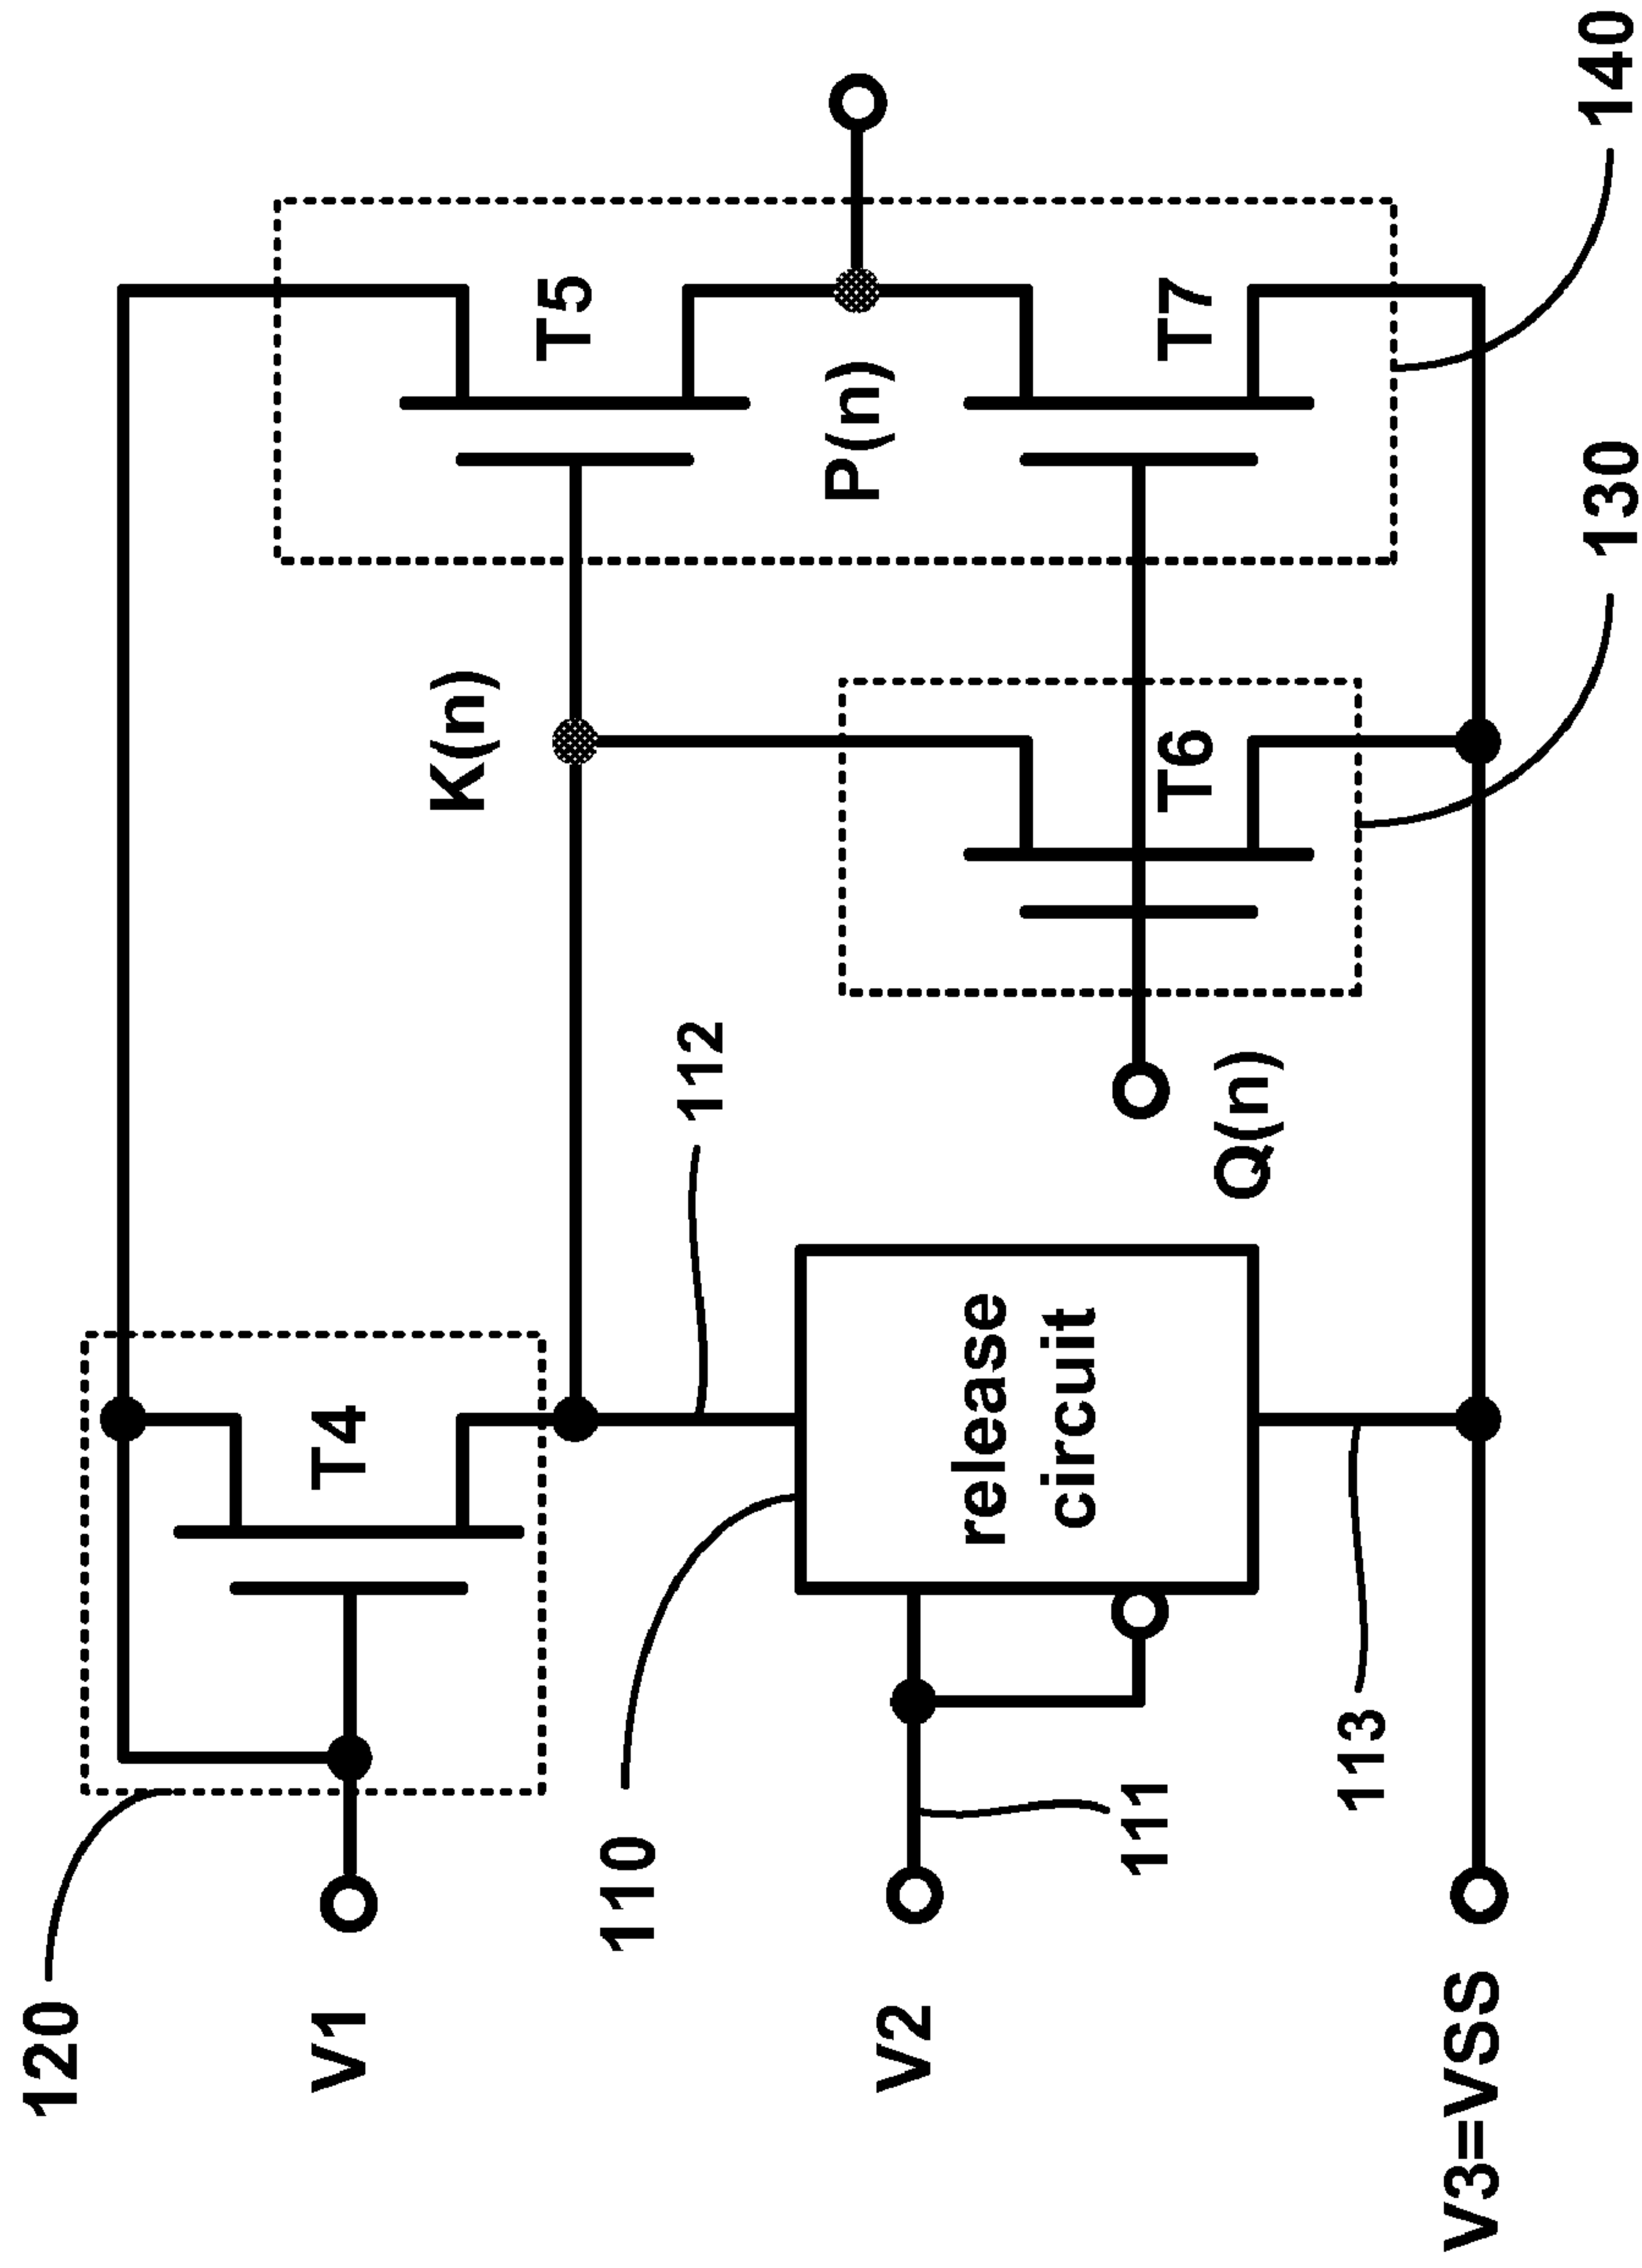 120
V1
T4
110
V2
111
release
circuit
112
113
V3=VSS
K(n)
Q(n)
T6
130
T5
P(n)
T7
140